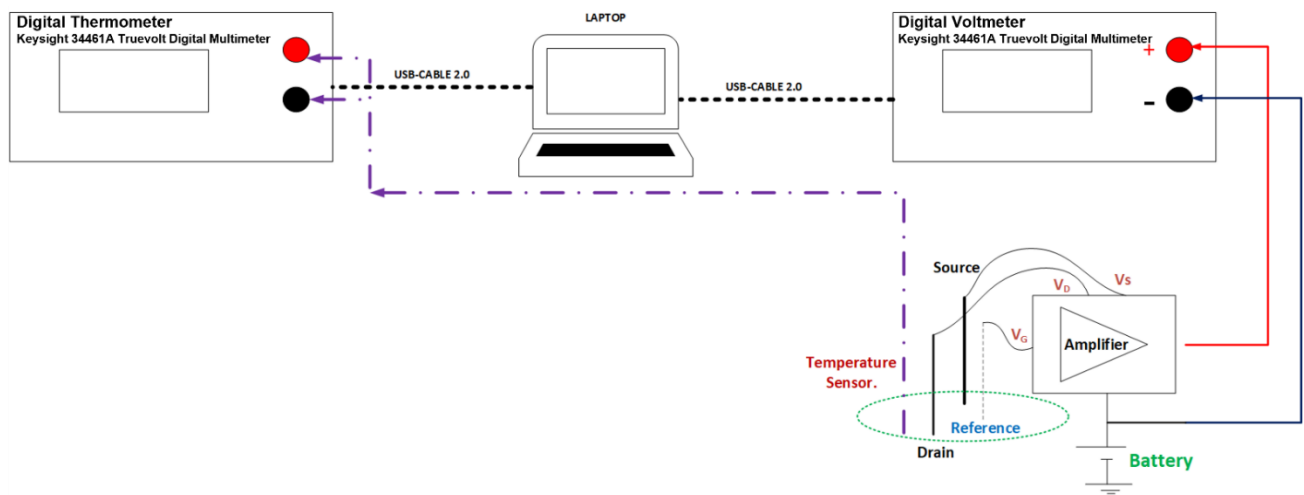 Digital Thermometer
Keysight 34461A Truevolt Digital Multimeter
USB-CABLE 2.0
LAPTOP
USB-CABLE 2.0
Digital Voltmeter
Keysight 34461A Truevolt Digital Multimeter
+
-
Source
VD
Vs
VG
Amplifier
Temperature
Sensor.
Reference
Drain
Battery